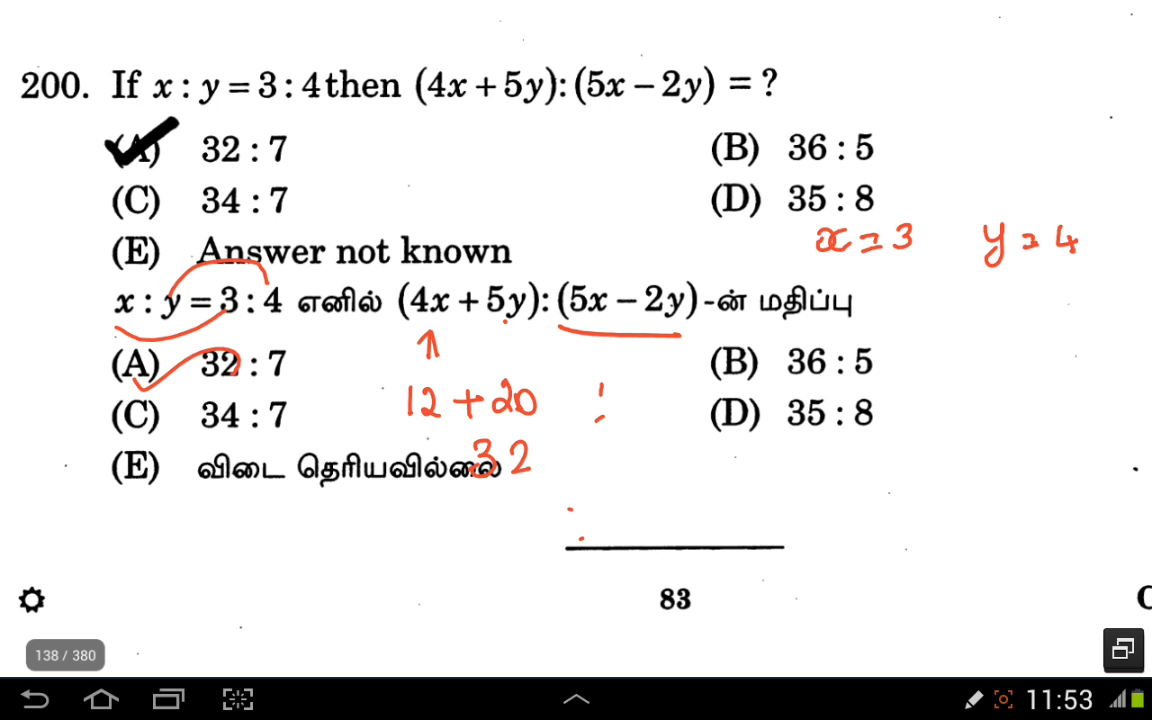 200. If x : y = 3 : 4 then (4x + 5y) : (5x − 2y) = ?
(A) 32 : 7 (B) 36 : 5
(C) 34 : 7 (D) 35 : 8
(E) Answer not known
x = 3 y = 4
x : y = 3 : 4 எனில் (4x + 5y) : (5x − 2y) -ன் மதிப்பு
(A) 32 : 7 (B) 36 : 5
12 + 20 :
(C) 34 : 7 (D) 35 : 8
32
(E) விடை தெரியவில்லை
83
C
138 / 380
11:53